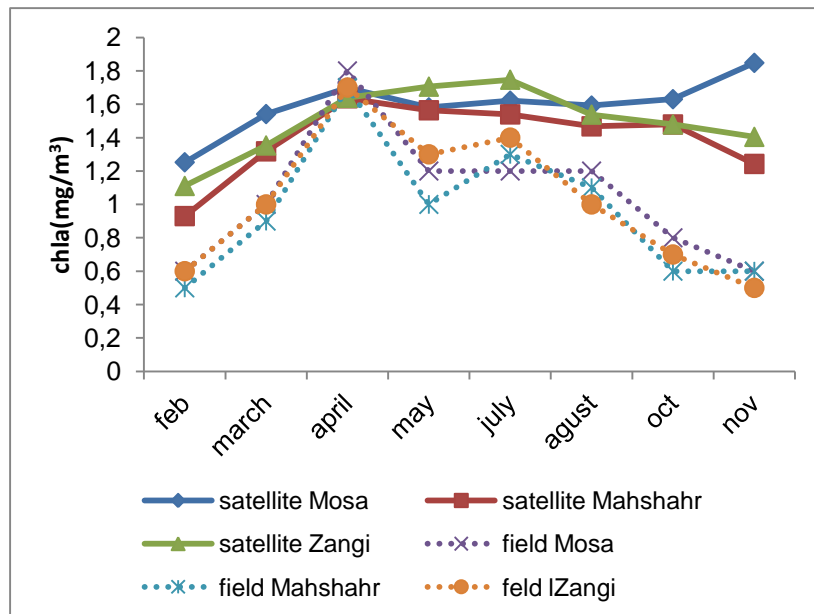 2
1,8
1,6
1,4
1,2
1
0,8
0,6
0,4
0,2
0
chla(mg/m³)
feb march april may july agust oct nov
satellite Mosa satellite Mahshahr
satellite Zangi field Mosa
field Mahshahr feld lZangi